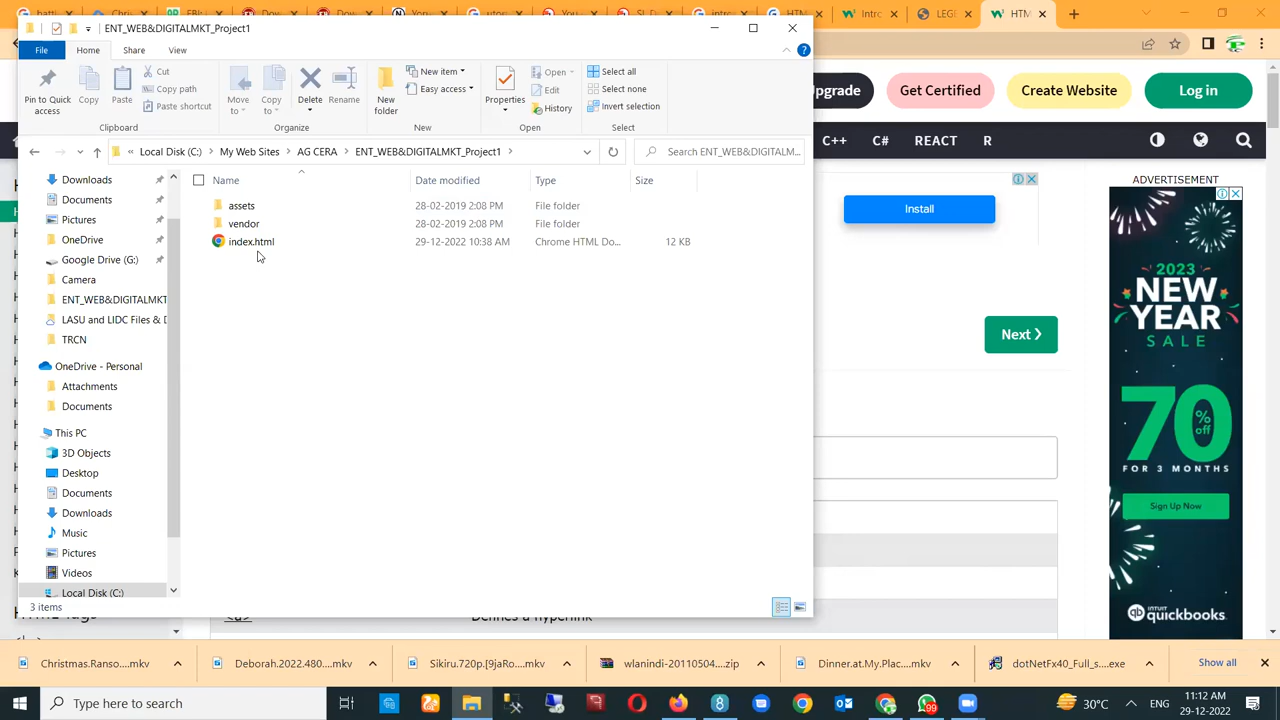 ENT_WEB&DIGITALMKT_Project1
File Home Share View
Pin to Quick access
Copy
Paste
Cut
Copy path
Paste shortcut
Clipboard
Move to
Copy to
Delete
Rename
Organize
New folder
New item
Easy access
New
Properties
Open
Edit
History
Open
Select all
Select none
Invert selection
Select
« Local Disk (C:) > My Web Sites > AG CERA > ENT_WEB&DIGITALMKT_Project1 >
Search ENT_WEB&DIGITALM...
Name Date modified Type Size
assets 28-02-2019 2:08 PM File folder
vendor 28-02-2019 2:08 PM File folder
index.html 29-12-2022 10:38 AM Chrome HTML Do... 12 KB
Downloads
Documents
Pictures
OneDrive
Google Drive (G:)
Camera
ENT_WEB&DIGITALMKT
LASU and LIDC Files & D
TRCN
OneDrive - Personal
Attachments
Documents
This PC
3D Objects
Desktop
Documents
Downloads
Music
Pictures
Videos
Local Disk (C:)
3 items
Intro
LEGI
HTM
Upgrade
Get Certified
Create Website
Log in
C++ C# REACT R
Install
Next ❯
ADVERTISEMENT
2023
NEW
YEAR
SALE
70 % off
FOR 3 MONTHS
Sign Up Now
INTUIT
quickbooks.
HTML Tags
<a> Defines a hyperlink
Christmas.Ranso....mkv
Deborah.2022.480....mkv
Sikiru.720p.[9jaRo....mkv
wlanindi-20110504....zip
Dinner.at.My.Plac....mkv
dotNetFx40_Full_s....exe
Show all
Type here to search
99
30°C
ENG
11:12 AM
29-12-2022